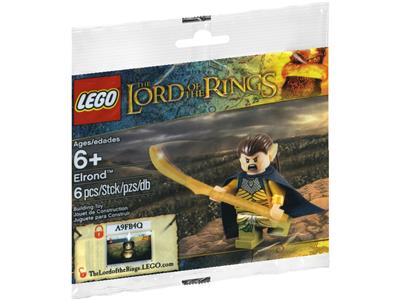 LEGO
THE
LORD OF THE RINGS
Ages/edades
6+
Elrond™
6 pcs/Stck/pzs/db
Building Toy
Jouet de Construction
Juguete para Construir
A9FB4Q
TheLordoftheRings.LEGO.com